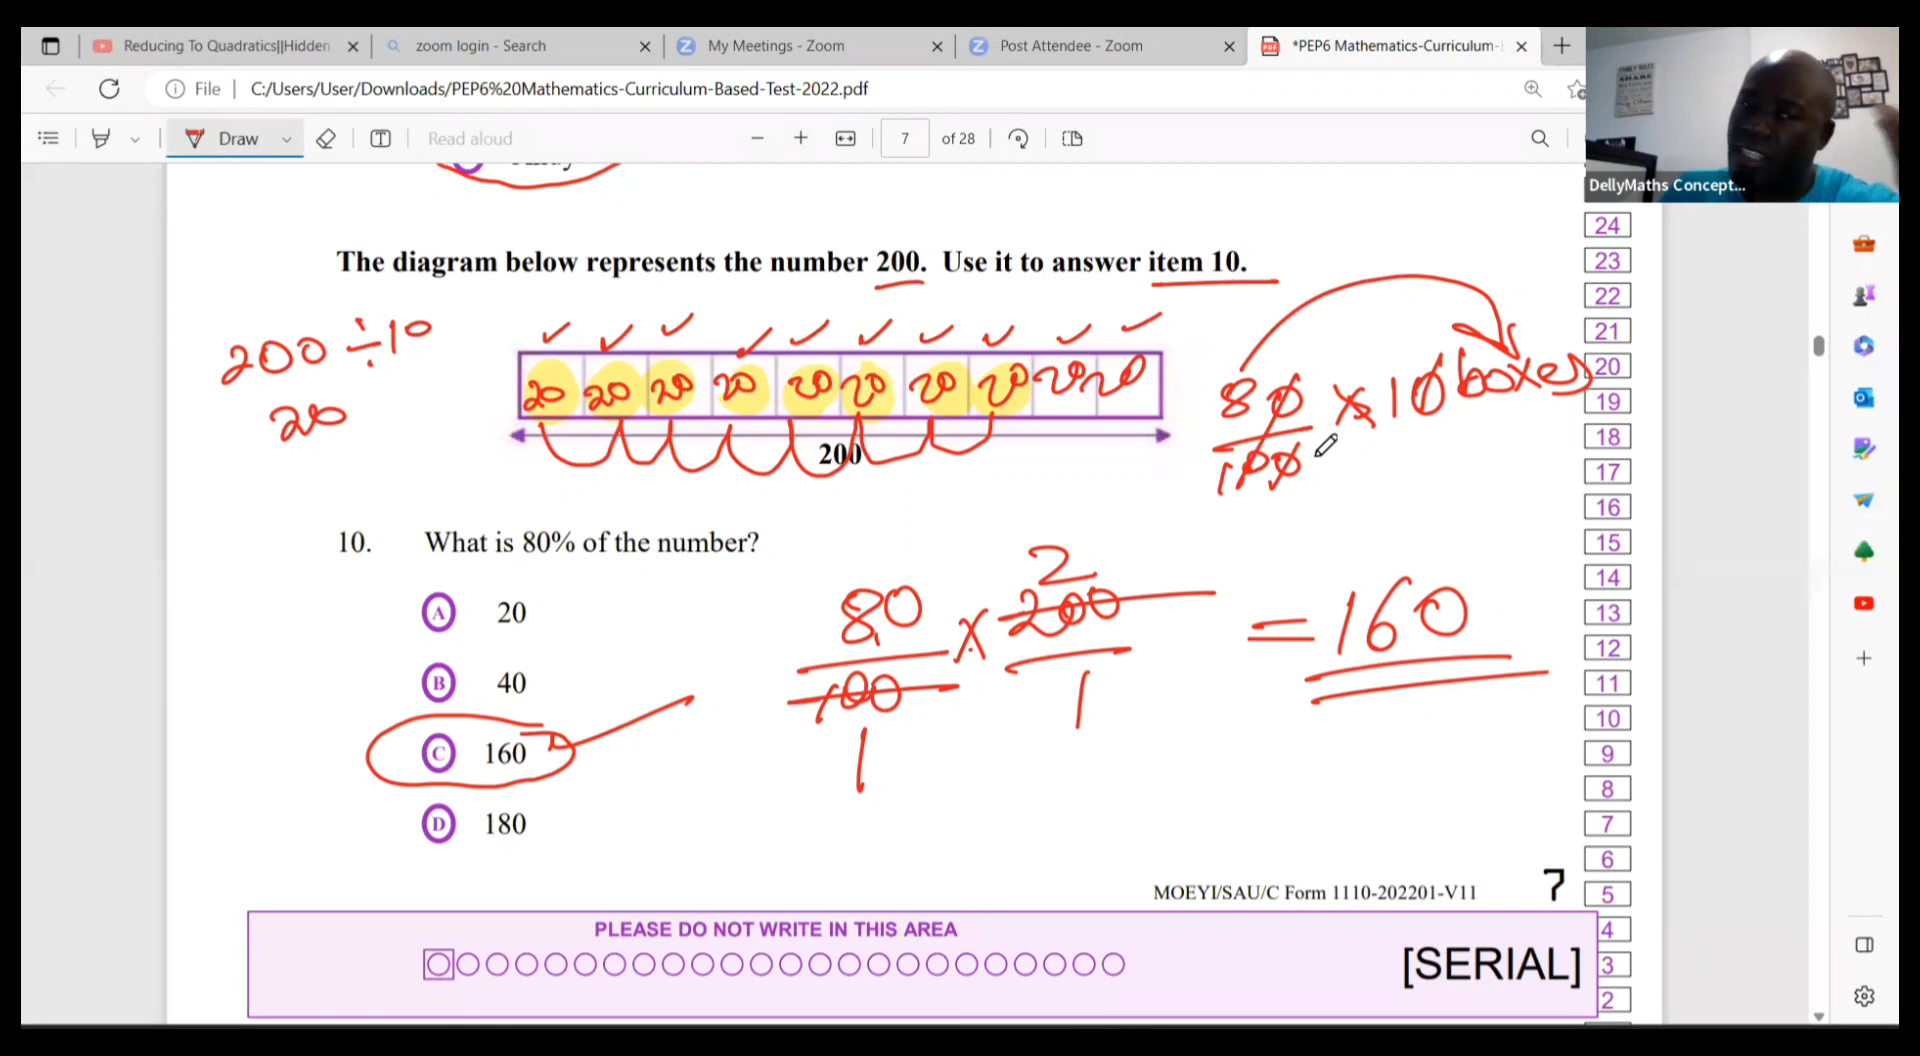 Reducing To Quadratics||Hidden
zoom login - Search
My Meetings - Zoom
Post Attendee - Zoom
*PEP6 Mathematics-Curriculum-
File
C:/Users/User/Downloads/PEP6%20Mathematics-Curriculum-Based-Test-2022.pdf
Draw
Read aloud
7
of 28
DellyMaths Concept...
The diagram below represents the number 200. Use it to answer item 10.
200 ÷ 10
20
20 20 20 20 20 20 20 20 20 20
200
80 × 10 boxes
100
10. What is 80% of the number?
A 20
B 40
C 160
D 180
2
80 × 200 = 160
100 1
1
MOEYI/SAU/C Form 1110-202201-V11
7
PLEASE DO NOT WRITE IN THIS AREA
[SERIAL]
24
23
22
21
20
19
18
17
16
15
14
13
12
11
10
9
8
7
6
5
4
3
2